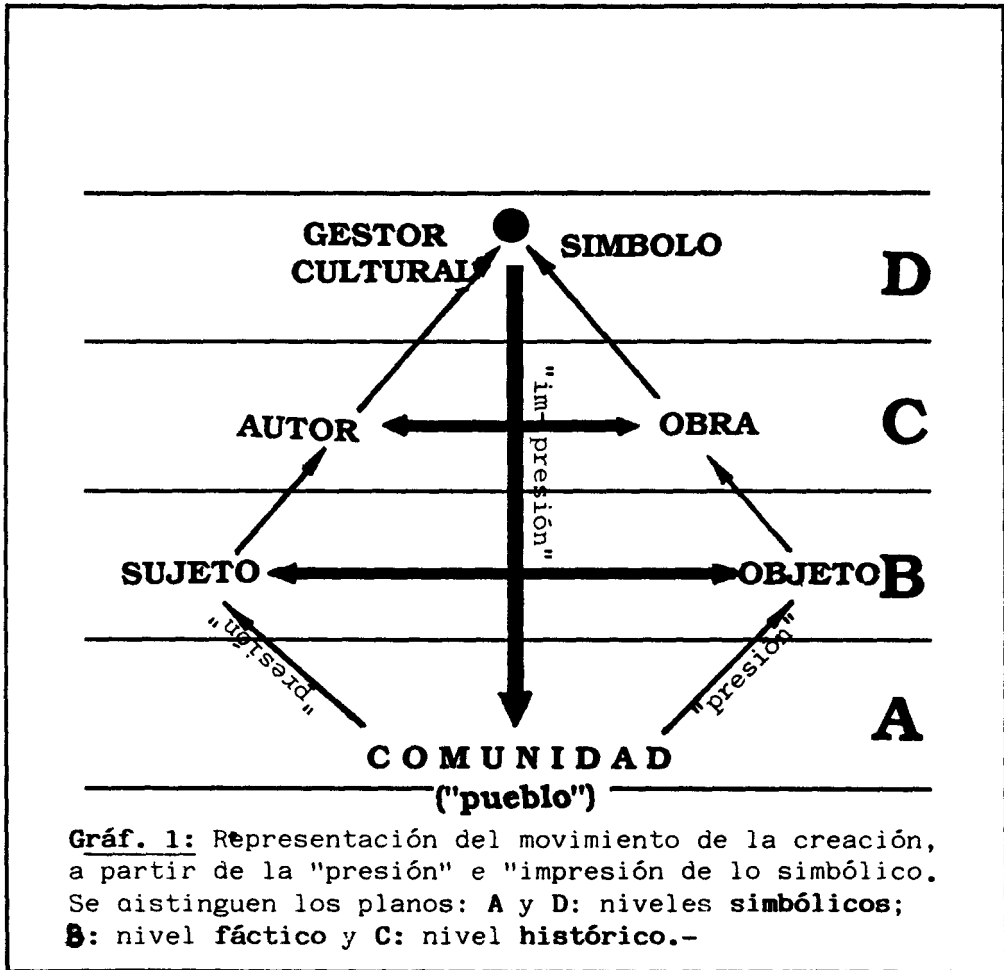 GESTOR
CULTURAL
SIMBOLO
D
"im-presión"
AUTOR
OBRA
C
SUJETO
OBJETO
B
"presión"
"presión"
A
COMUNIDAD
("pueblo")
Gráf. 1: Representación del movimiento de la creación,
a partir de la "presión" e "impresión de lo simbólico.
Se distinguen los planos: A y D: niveles simbólicos;
B: nivel fáctico y C: nivel histórico.-